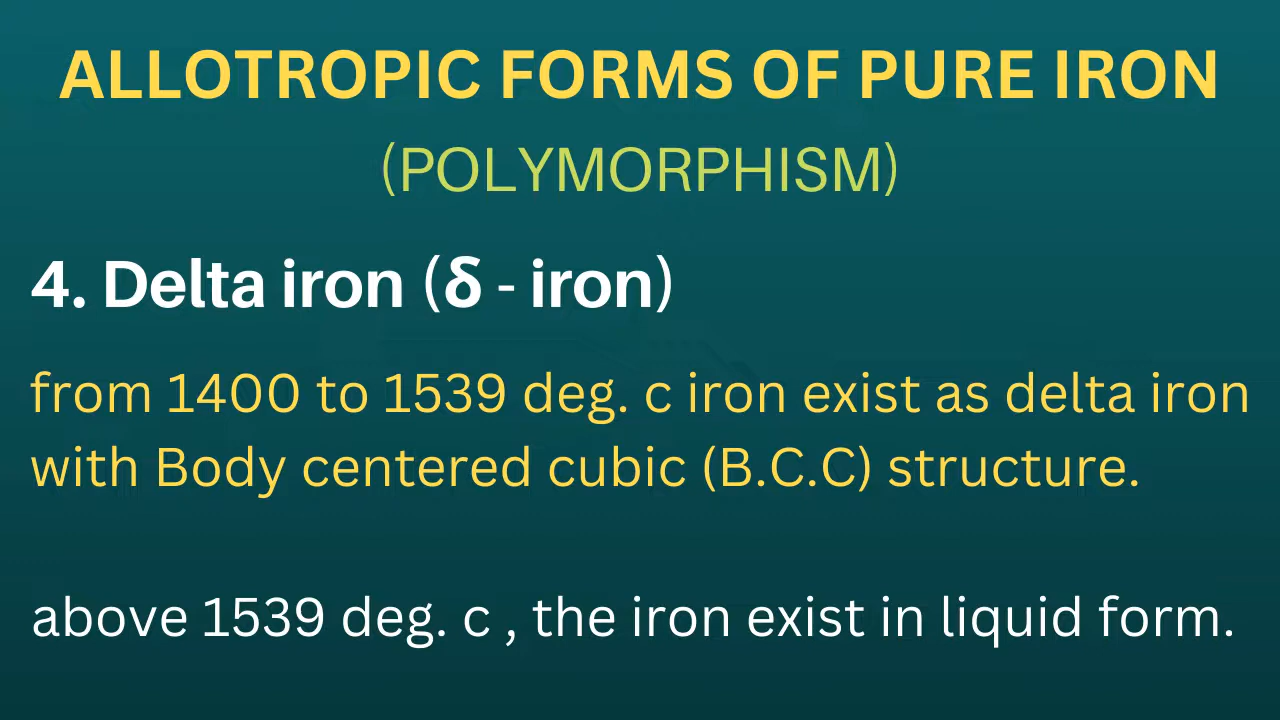 ALLOTROPIC FORMS OF PURE IRON
(POLYMORPHISM)
4. Delta iron (δ - iron)
from 1400 to 1539 deg. c iron exist as delta iron
with Body centered cubic (B.C.C) structure.
above 1539 deg. c , the iron exist in liquid form.